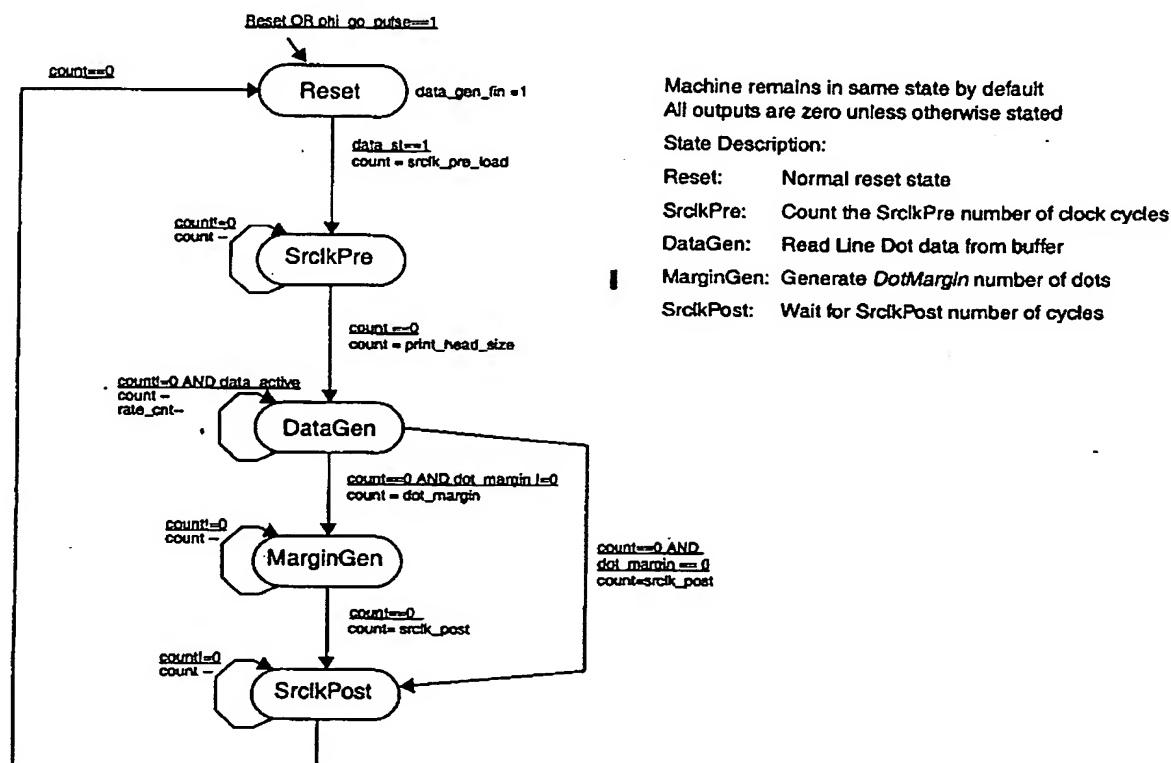 Reset OR phi_go_pulse==1
count==0
Reset
data_gen_fin =1
data_st==1
count = srclk_pre_load
count!=0
count --
SrclkPre
count ==0
count = print_head_size
count!=0 AND data_active
count --
rate_cnt--
DataGen
count==0 AND dot_margin !=0
count = dot_margin
count!=0
count --
MarginGen
count==0 AND
dot_margin == 0
count=srclk_post
count==0
count= srclk_post
count!=0
count --
SrclkPost
Machine remains in same state by default
All outputs are zero unless otherwise stated
State Description:
Reset: Normal reset state
SrclkPre: Count the SrclkPre number of clock cycles
DataGen: Read Line Dot data from buffer
MarginGen: Generate DotMargin number of dots
SrclkPost: Wait for SrclkPost number of cycles